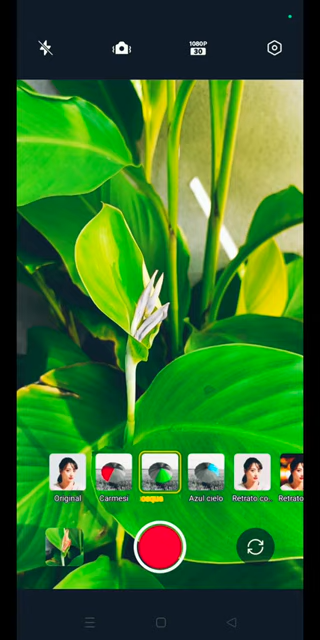 1080P
30
Original
Carmesí
Azul cielo
Retrato co..
Retrato